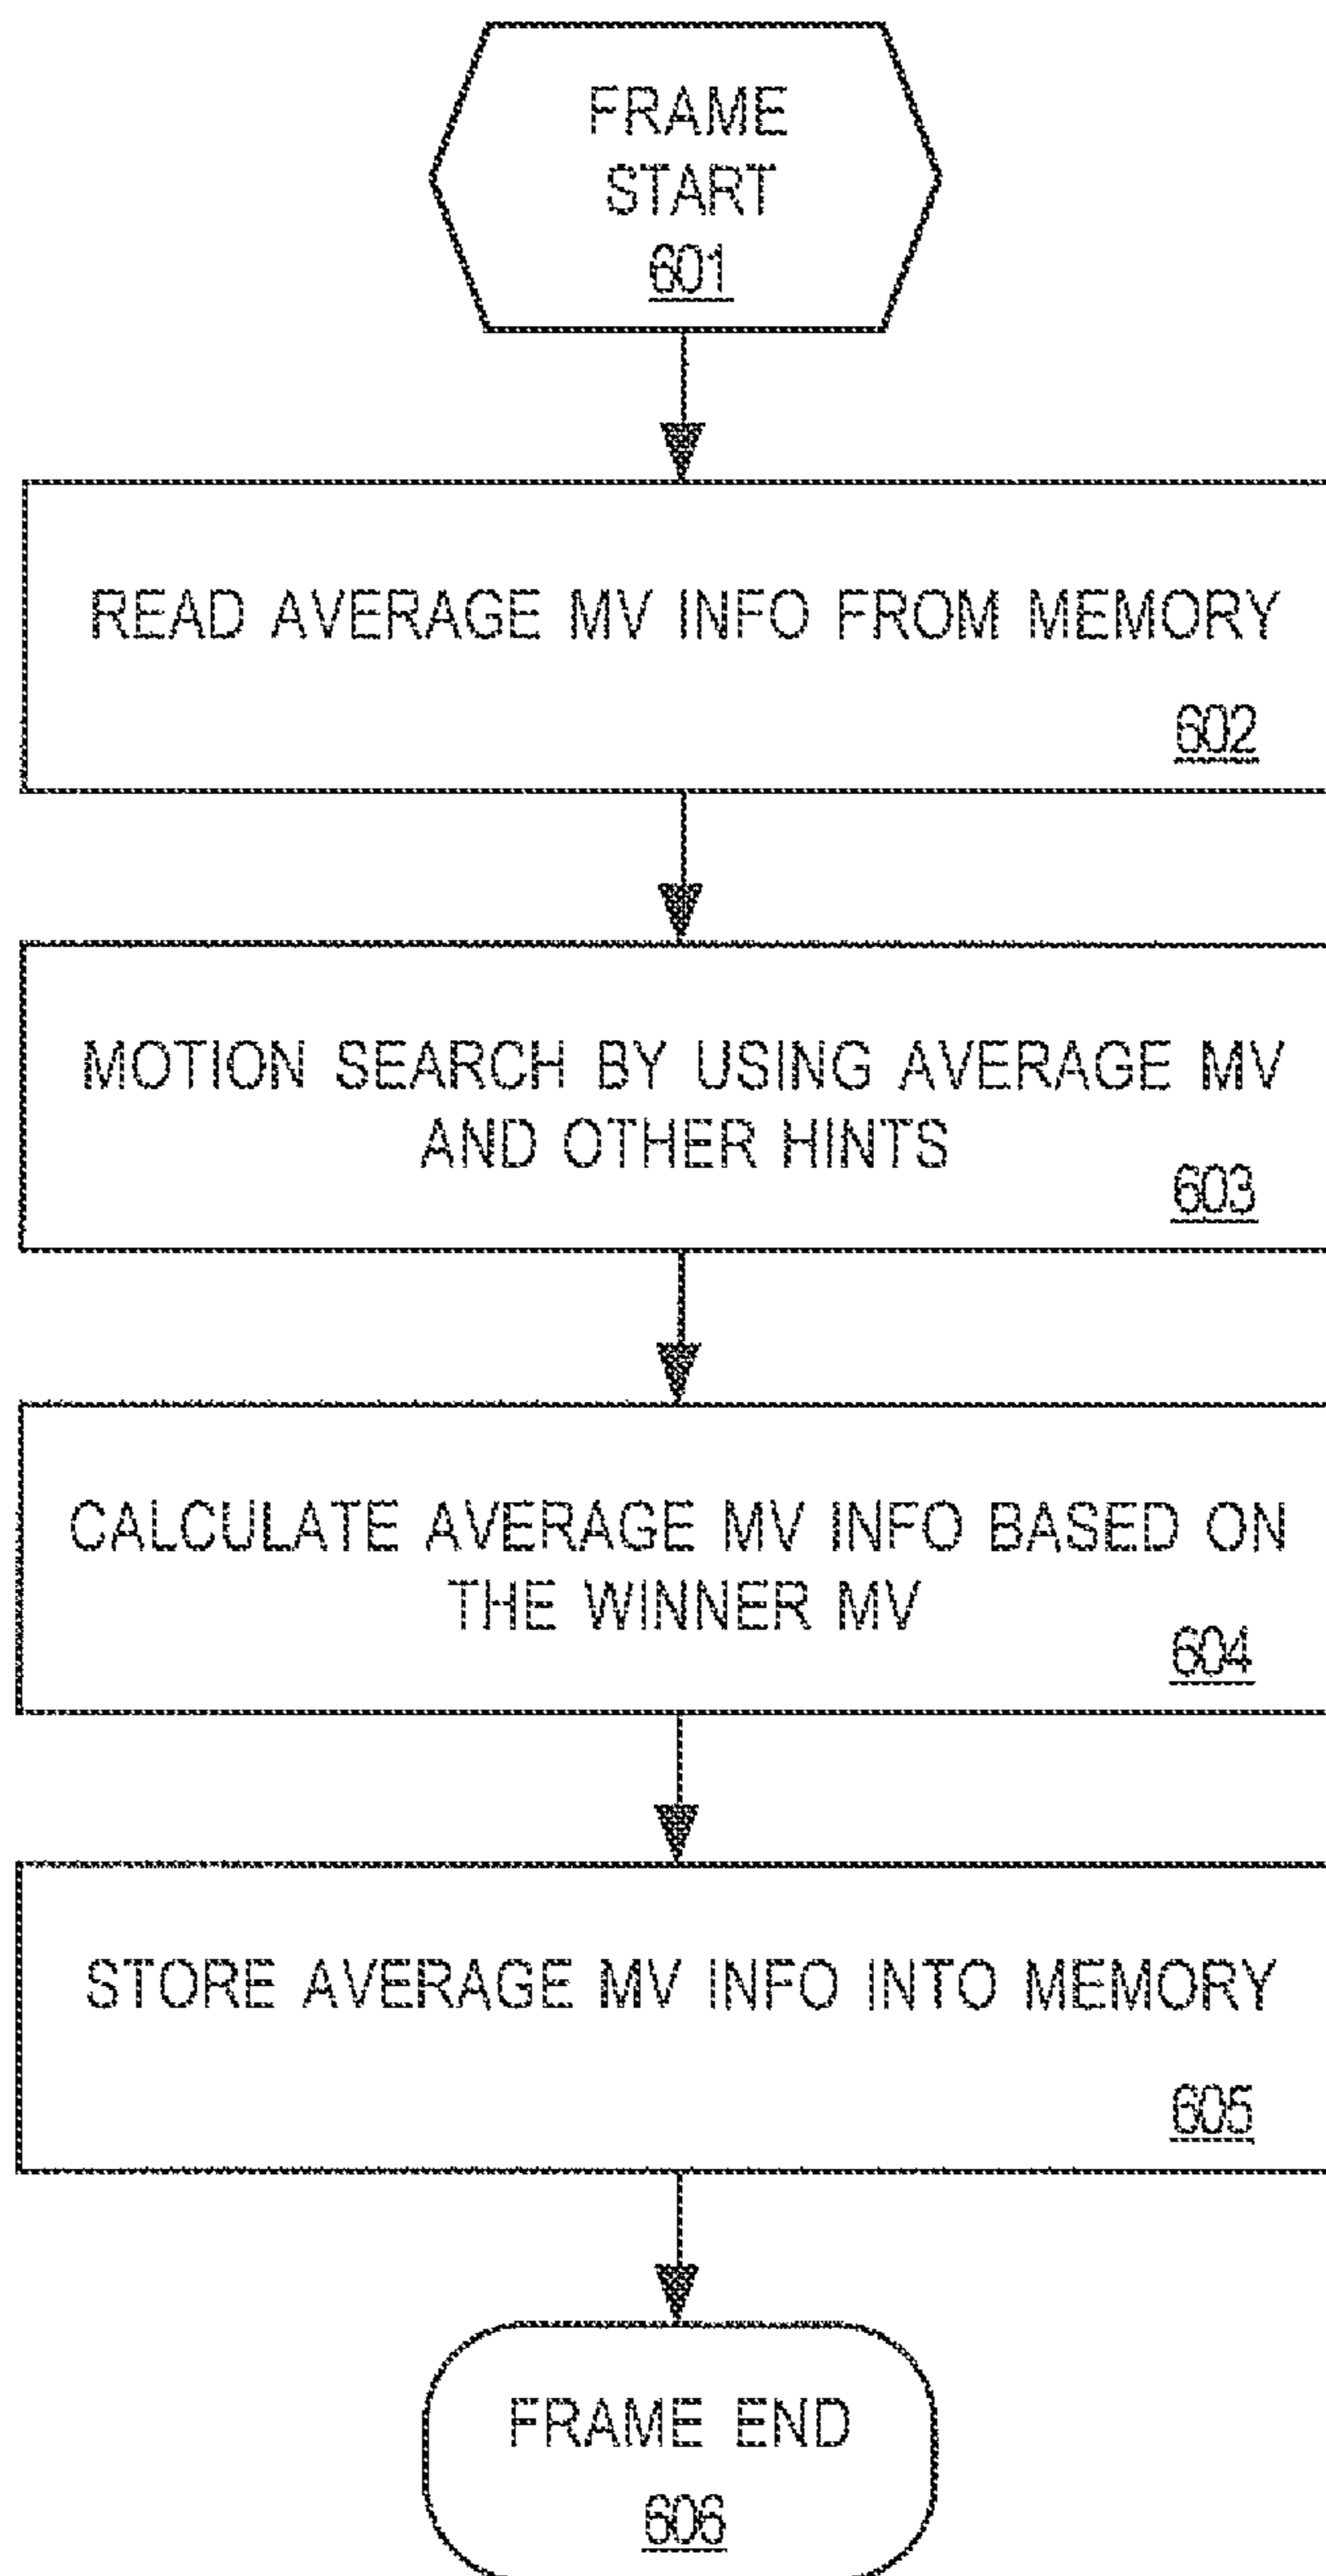 FRAME
START
601
READ AVERAGE MV INFO FROM MEMORY
602
MOTION SEARCH BY USING AVERAGE MV
AND OTHER HINTS
603
CALCULATE AVERAGE MV INFO BASED ON
THE WINNER MV
604
STORE AVERAGE MV INFO INTO MEMORY
605
FRAME END
606